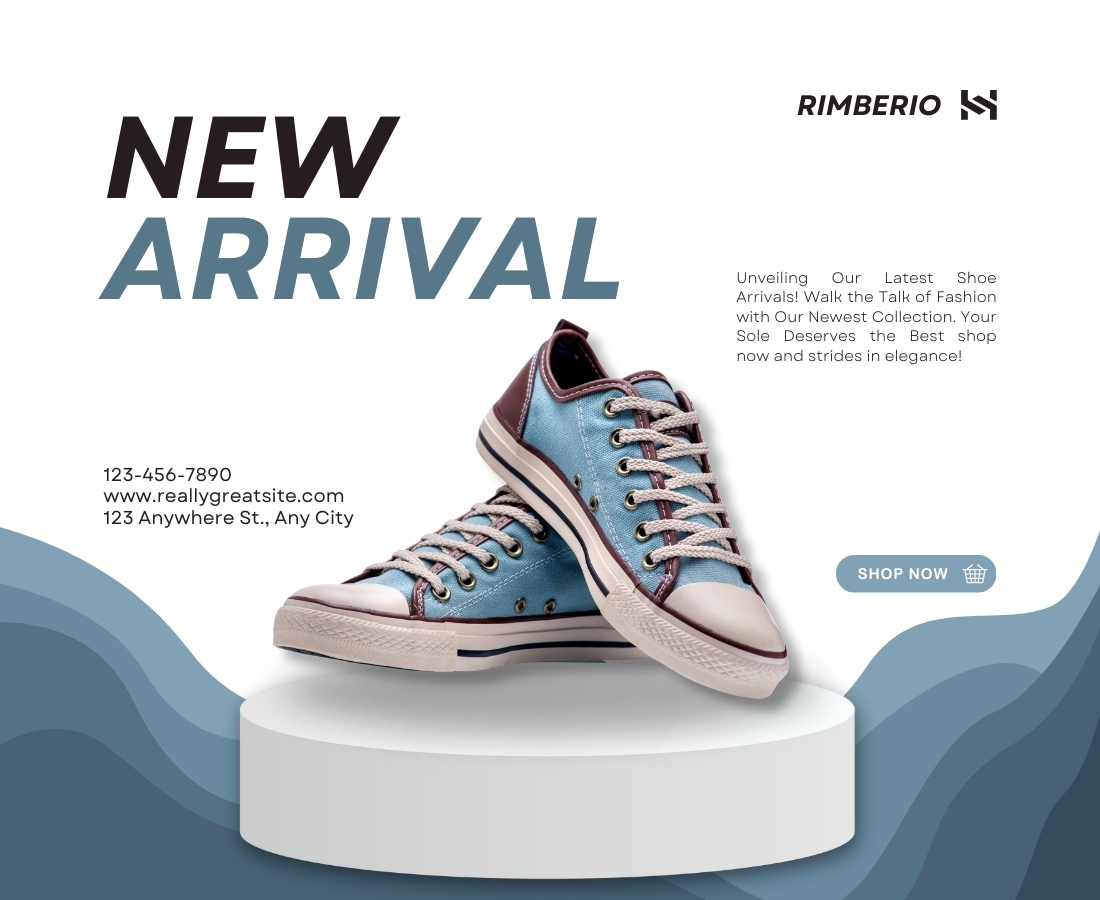 RIMBERIO
NEW
ARRIVAL
Unveiling Our Latest Shoe
Arrivals! Walk the Talk of Fashion
with Our Newest Collection. Your
Sole Deserves the Best shop
now and strides in elegance!
123-456-7890
www.reallygreatsite.com
123 Anywhere St., Any City
SHOP NOW